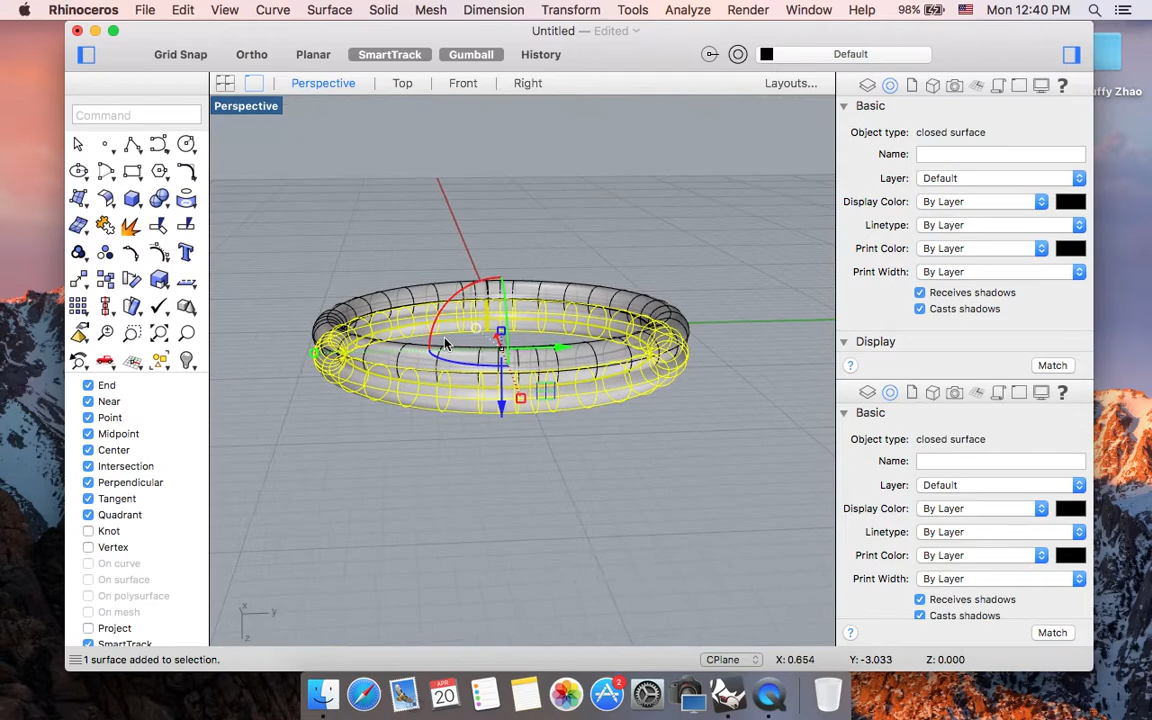 Rhinoceros File Edit View Curve Surface Solid Mesh Dimension Transform Tools Analyze Render Window Help 98% Mon 12:40 PM
Untitled — Edited
Grid Snap Ortho Planar SmartTrack Gumball History Default
Perspective Top Front Right Layouts...
Perspective
Command
End
Near
Point
Midpoint
Center
Intersection
Perpendicular
Tangent
Quadrant
Knot
Vertex
On curve
On surface
On polysurface
On mesh
Project
SmartTrack
x
y
z
Basic
Object type: closed surface
Name:
Layer: Default
Display Color: By Layer
Linetype: By Layer
Print Color: By Layer
Print Width: By Layer
Receives shadows
Casts shadows
Object
? Match
Basic
Object type: closed surface
Name:
Layer: Default
Display Color: By Layer
Linetype: By Layer
Print Color: By Layer
Print Width: By Layer
Receives shadows
Casts shadows
? Match
1 surface added to selection. CPlane X: 0.654 Y: -3.033 Z: 0.000
uffy Zhao
APR
20
2